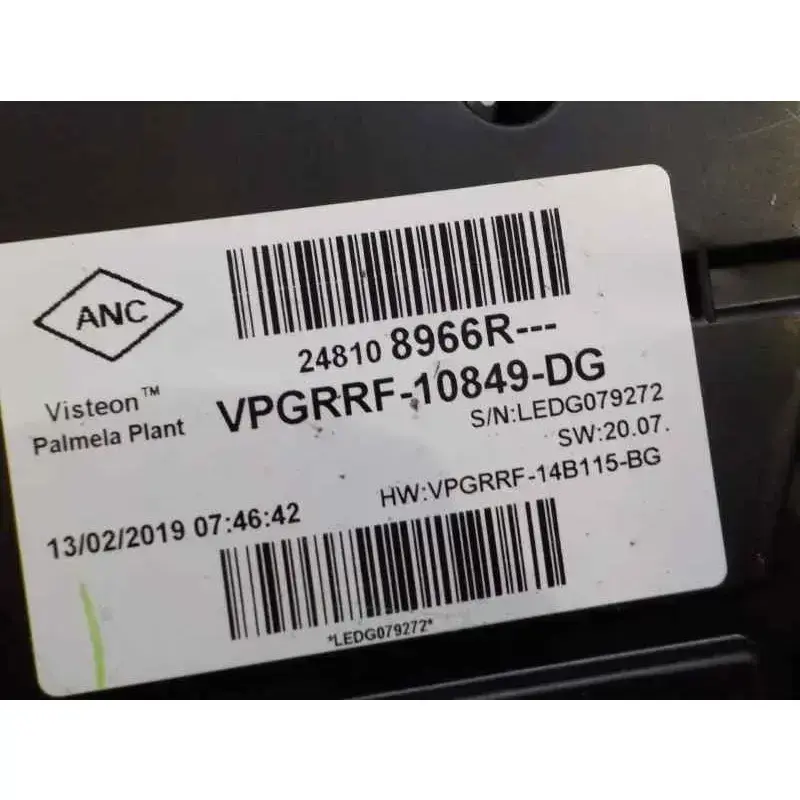 ANC
24810 8966R---
Visteon™
Palmela Plant
VPGRRF-10849-DG
S/N:LEDG079272
SW:20.07.
HW:VPGRRF-14B115-BG
13/02/2019 07:46:42
*LEDG079272*